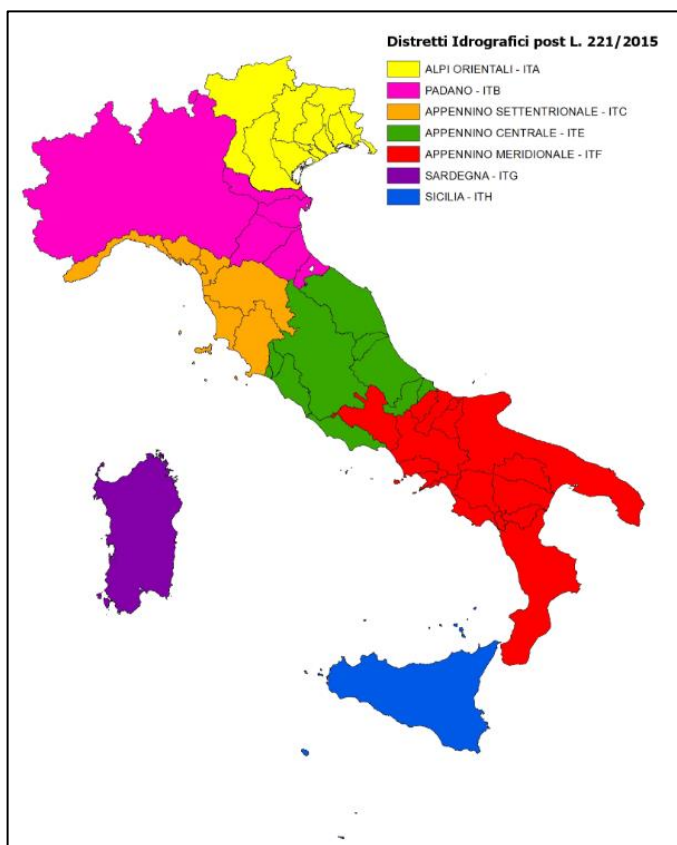 Distretti Idrografici post L. 221/2015
ALPI ORIENTALI - ITA
PADANO - ITB
APPENNINO SETTENTRIONALE - ITC
APPENNINO CENTRALE - ITE
APPENNINO MERIDIONALE - ITF
SARDEGNA - ITG
SICILIA - ITH